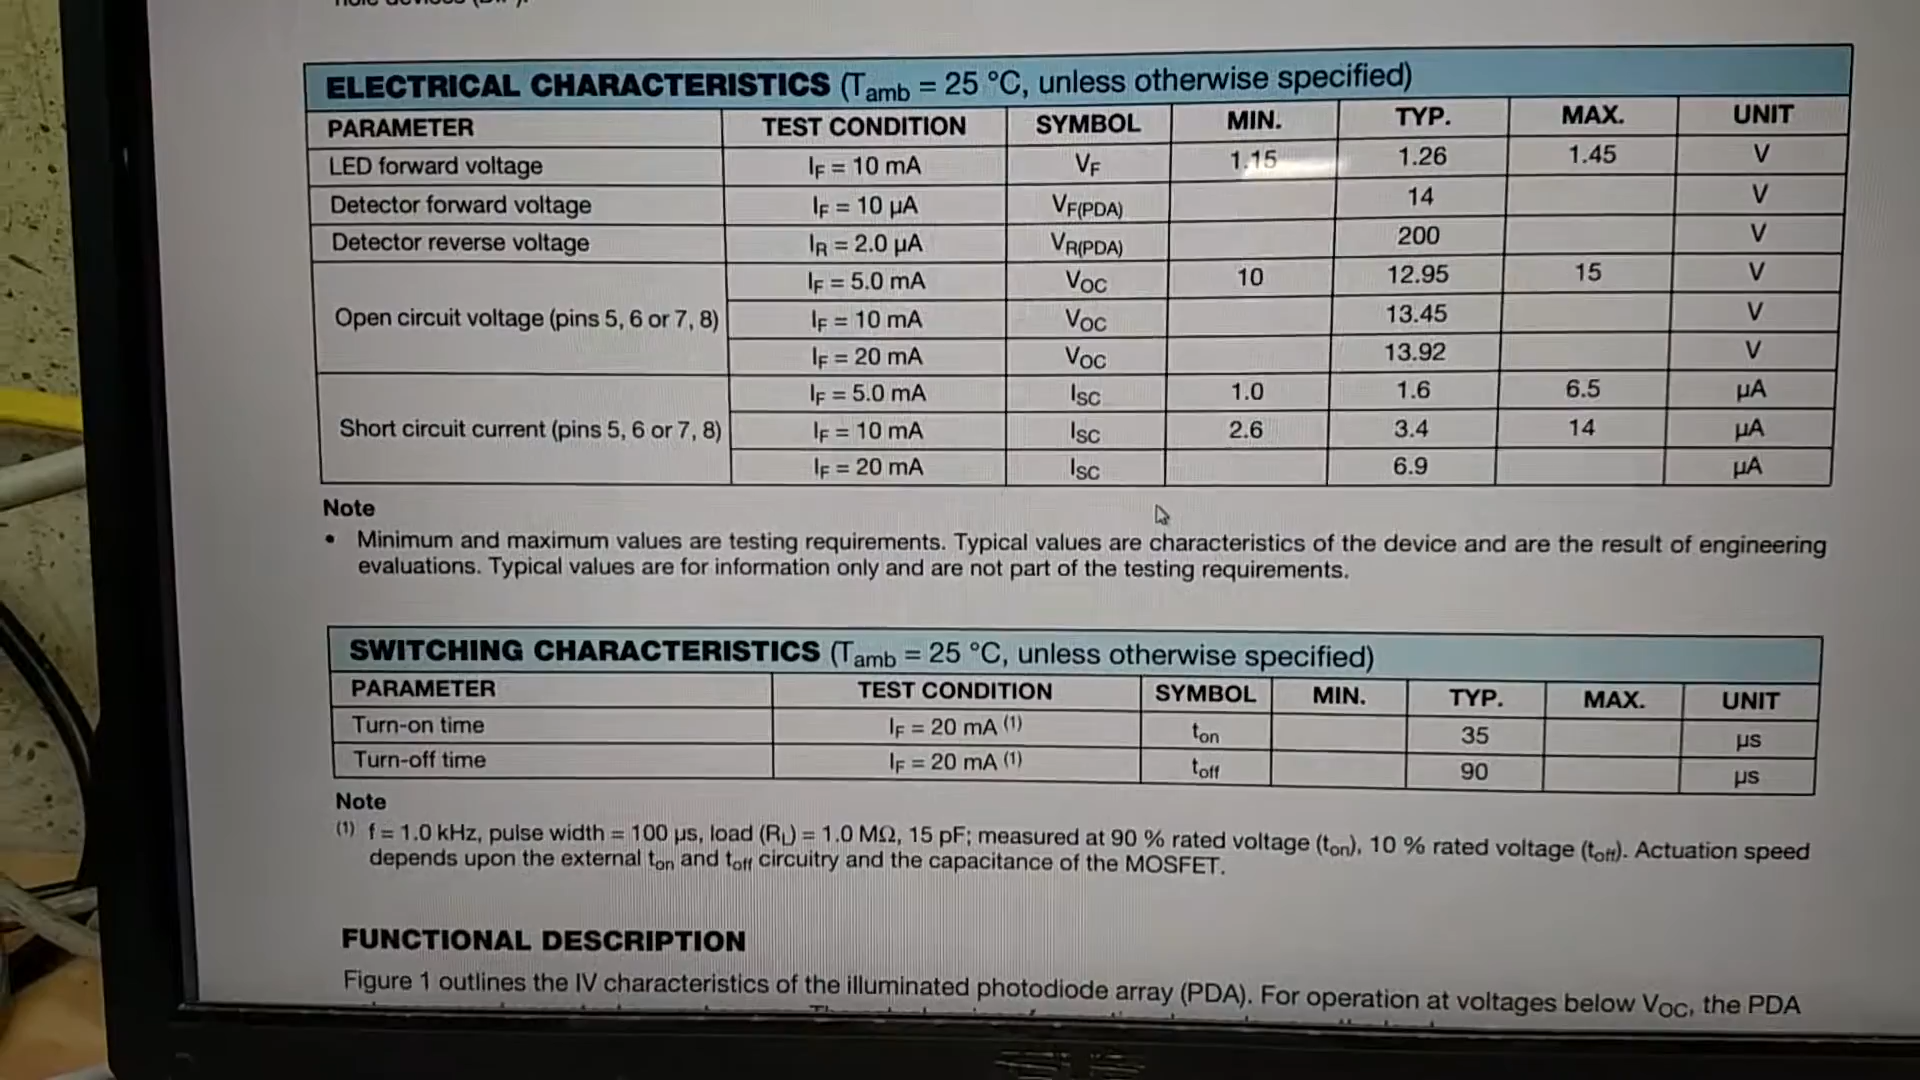 ELECTRICAL CHARACTERISTICS (Tamb = 25 °C, unless otherwise specified)
PARAMETER TEST CONDITION SYMBOL MIN. TYP. MAX. UNIT
LED forward voltage IF = 10 mA VF 1.15 1.26 1.45 V
Detector forward voltage IF = 10 µA VF(PDA) 14 V
Detector reverse voltage IR = 2.0 µA VR(PDA) 200 V
Open circuit voltage (pins 5, 6 or 7, 8) IF = 5.0 mA VOC 10 12.95 15 V
IF = 10 mA VOC 13.45 V
IF = 20 mA VOC 13.92 V
Short circuit current (pins 5, 6 or 7, 8) IF = 5.0 mA ISC 1.0 1.6 6.5 µA
IF = 10 mA ISC 2.6 3.4 14 µA
IF = 20 mA ISC 6.9 µA
Note
• Minimum and maximum values are testing requirements. Typical values are characteristics of the device and are the result of engineering
evaluations. Typical values are for information only and are not part of the testing requirements.
SWITCHING CHARACTERISTICS (Tamb = 25 °C, unless otherwise specified)
PARAMETER TEST CONDITION SYMBOL MIN. TYP. MAX. UNIT
Turn-on time IF = 20 mA (1) ton 35 µs
Turn-off time IF = 20 mA (1) toff 90 µs
Note
(1) f = 1.0 kHz, pulse width = 100 µs, load (RL) = 1.0 MΩ, 15 pF; measured at 90 % rated voltage (ton), 10 % rated voltage (toff). Actuation speed
depends upon the external ton and toff circuitry and the capacitance of the MOSFET.
FUNCTIONAL DESCRIPTION
Figure 1 outlines the IV characteristics of the illuminated photodiode array (PDA). For operation at voltages below VOC, the PDA